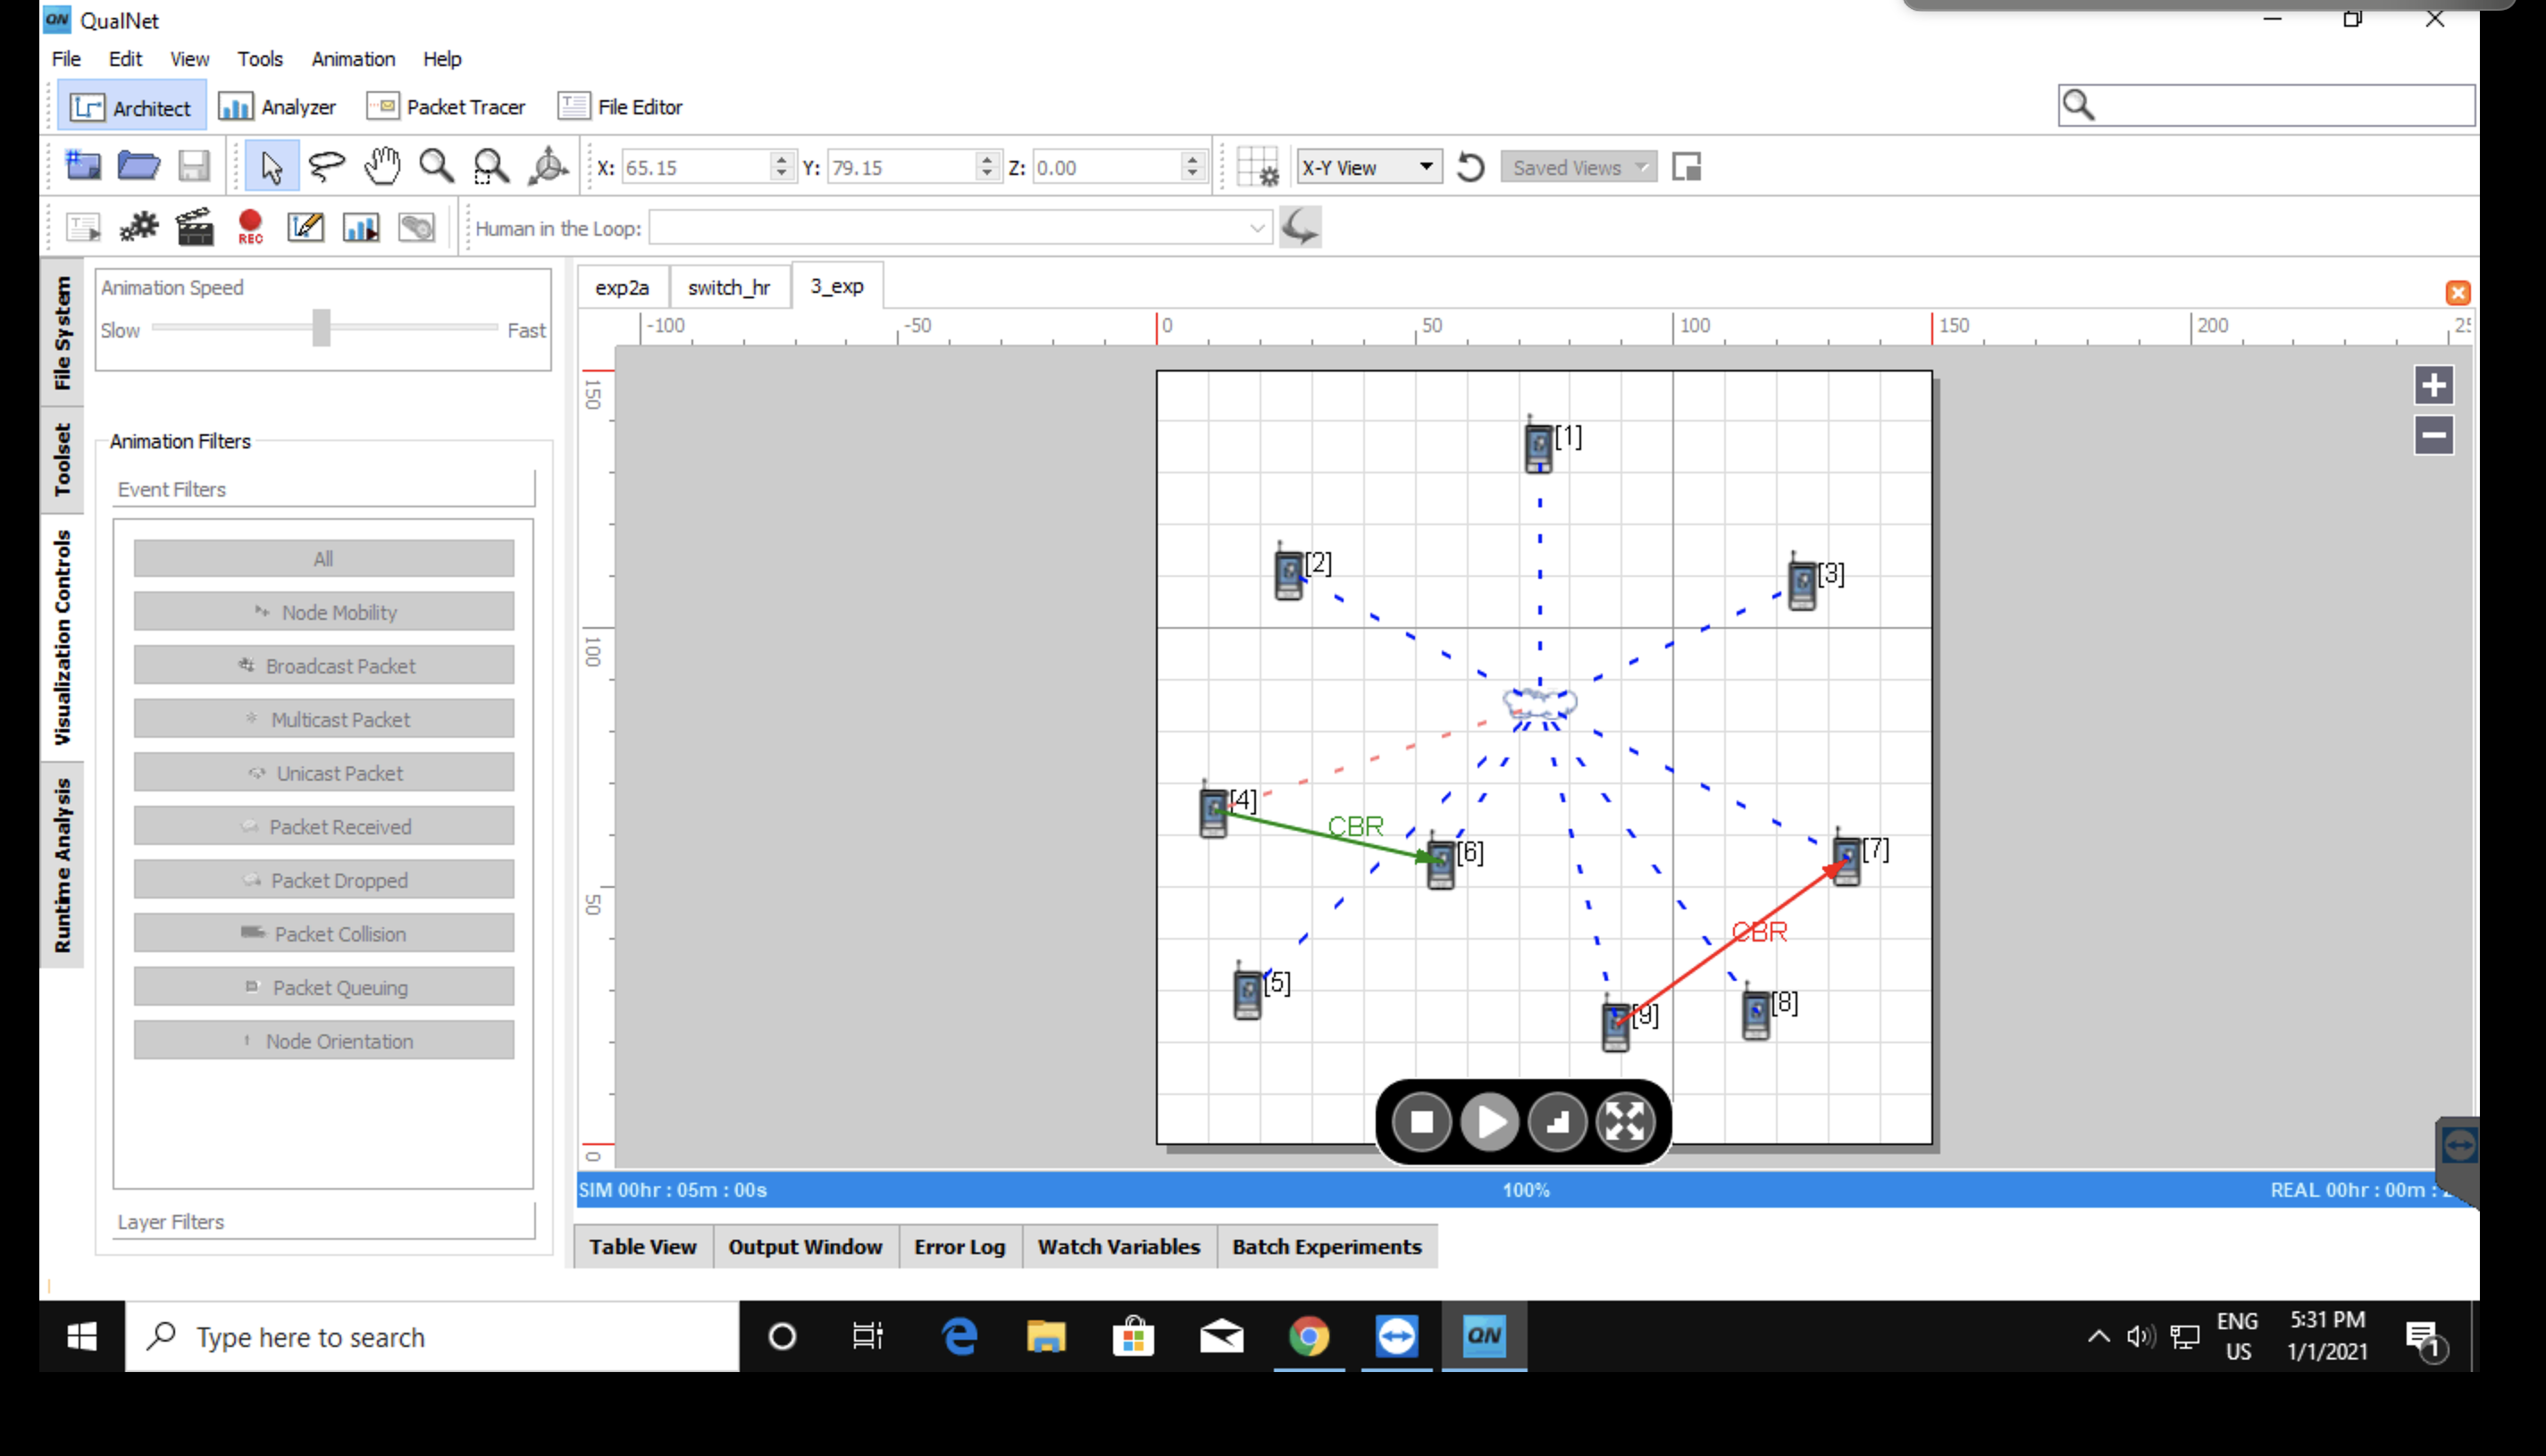 QN QualNet
File Edit View Tools Animation Help
Architect Analyzer Packet Tracer File Editor
X: 65.15 Y: 79.15 Z: 0.00 X-Y View Saved Views
REC Human in the Loop:
File System
Toolset
Visualization Controls
Runtime Analysis
Animation Speed
Slow Fast
Animation Filters
Event Filters
All
Node Mobility
Broadcast Packet
Multicast Packet
Unicast Packet
Packet Received
Packet Dropped
Packet Collision
Packet Queuing
Node Orientation
Layer Filters
exp2a switch_hr 3_exp
-100 -50 0 50 100 150 200
150
100
50
0
[1]
[2]
[3]
[4]
CBR
[6]
[7]
CBR
[5]
[9]
[8]
SIM 00hr : 05m : 00s 100% REAL 00hr : 00m :
Table View Output Window Error Log Watch Variables Batch Experiments
Type here to search
QN
ENG
US
5:31 PM
1/1/2021
1